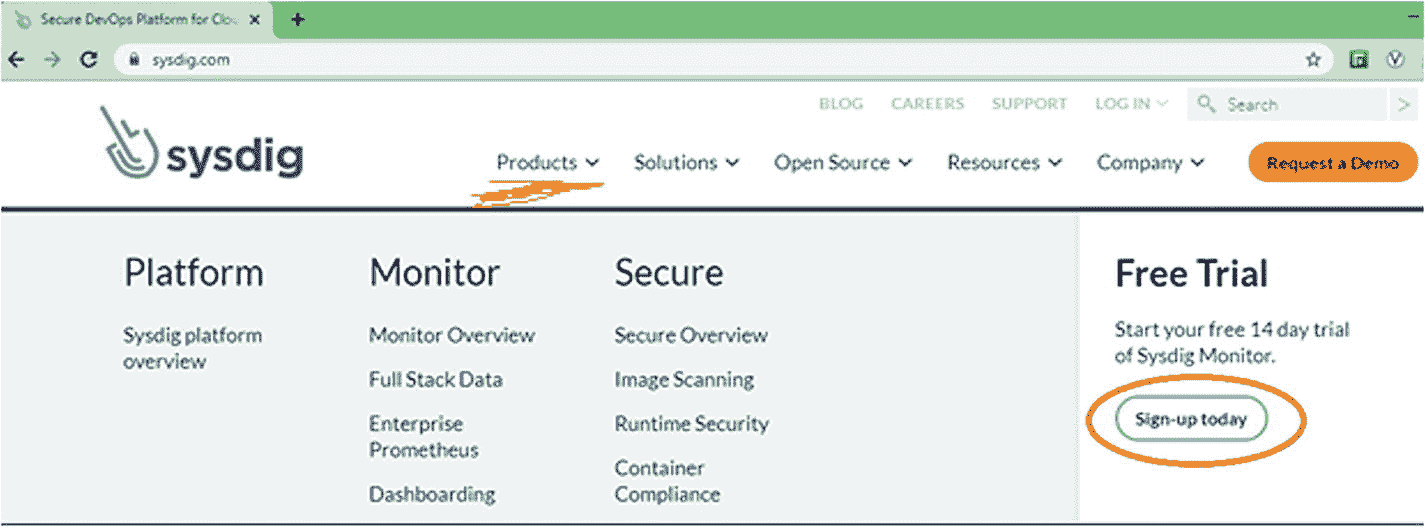 Secure DevOps Platform for Clou
sysdig.com
BLOG CAREERS SUPPORT LOG IN Search
sysdig
Products Solutions Open Source Resources Company Request a Demo
Platform
Sysdig platform
overview
Monitor
Monitor Overview
Full Stack Data
Enterprise
Prometheus
Dashboarding
Secure
Secure Overview
Image Scanning
Runtime Security
Container
Compliance
Free Trial
Start your free 14 day trial
of Sysdig Monitor.
Sign-up today